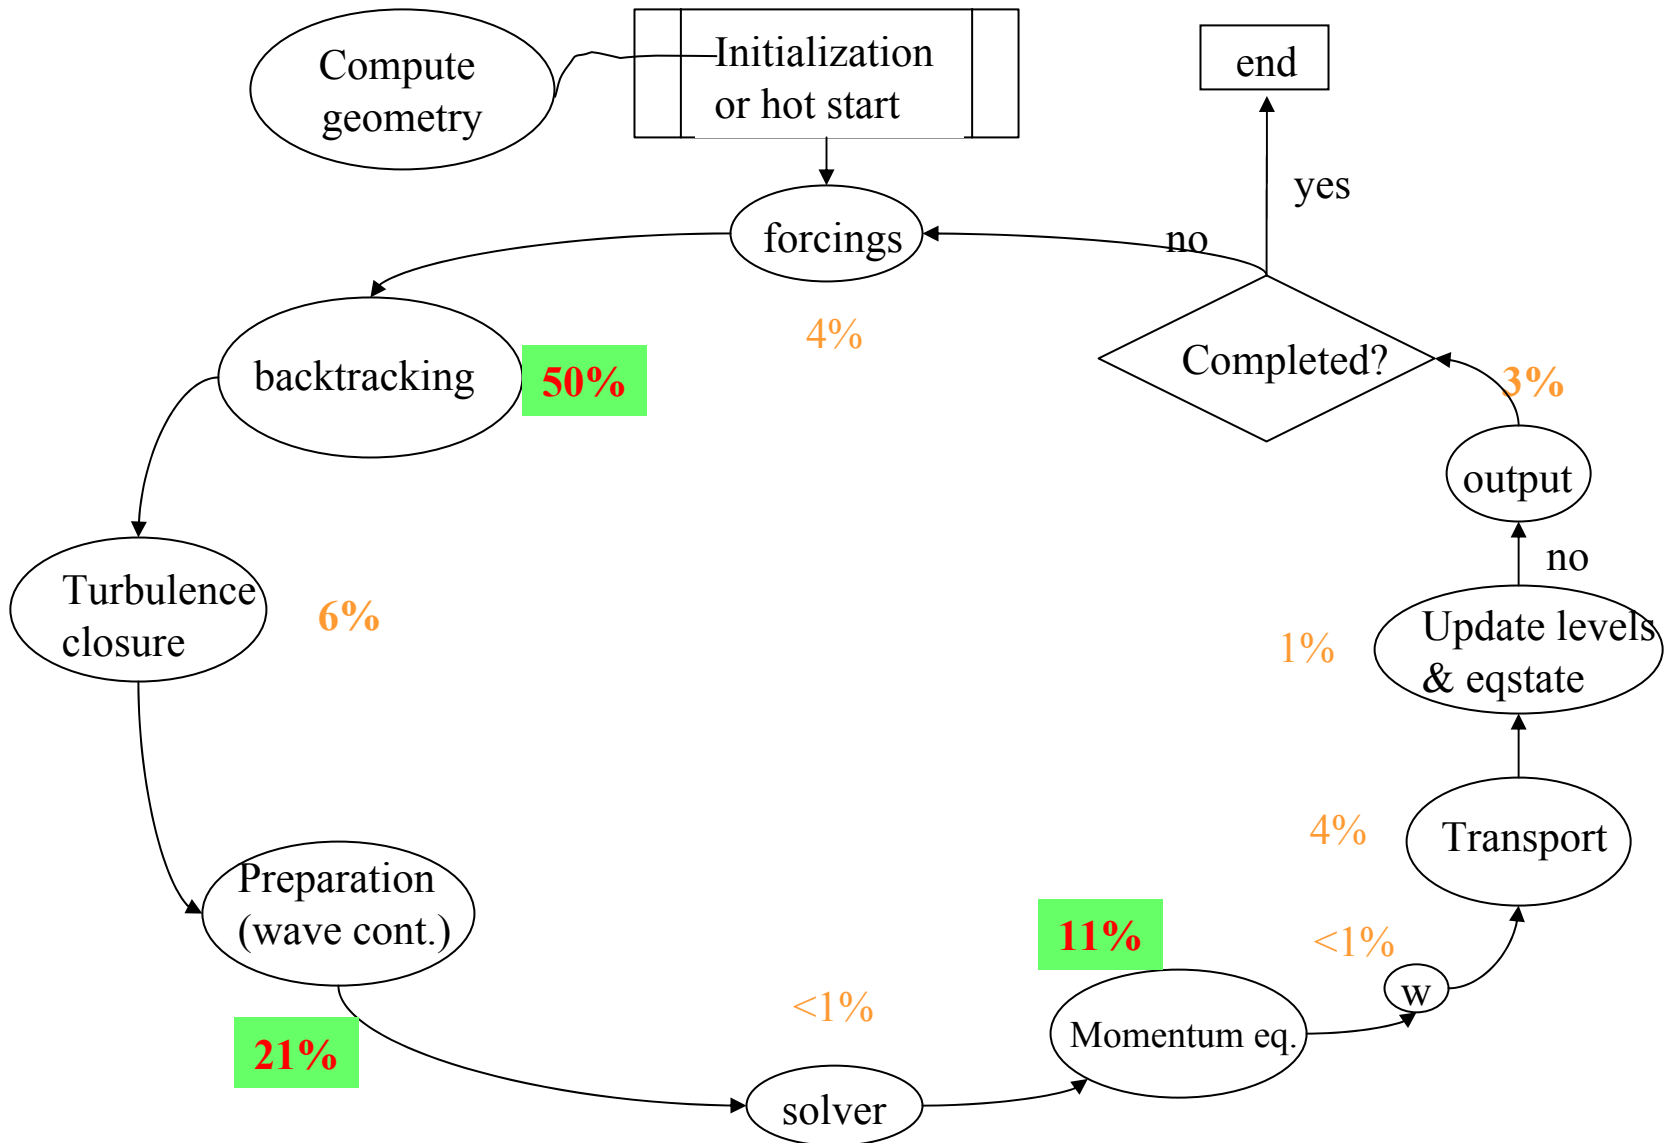 Compute
geometry
Initialization
or hot start
end
yes
no
forcings
4%
backtracking
50%
Completed?
3%
output
no
Turbulence
closure
6%
Update levels
& eqstate
1%
Transport
4%
Preparation
(wave cont.)
21%
<1%
solver
11%
Momentum eq.
<1%
w